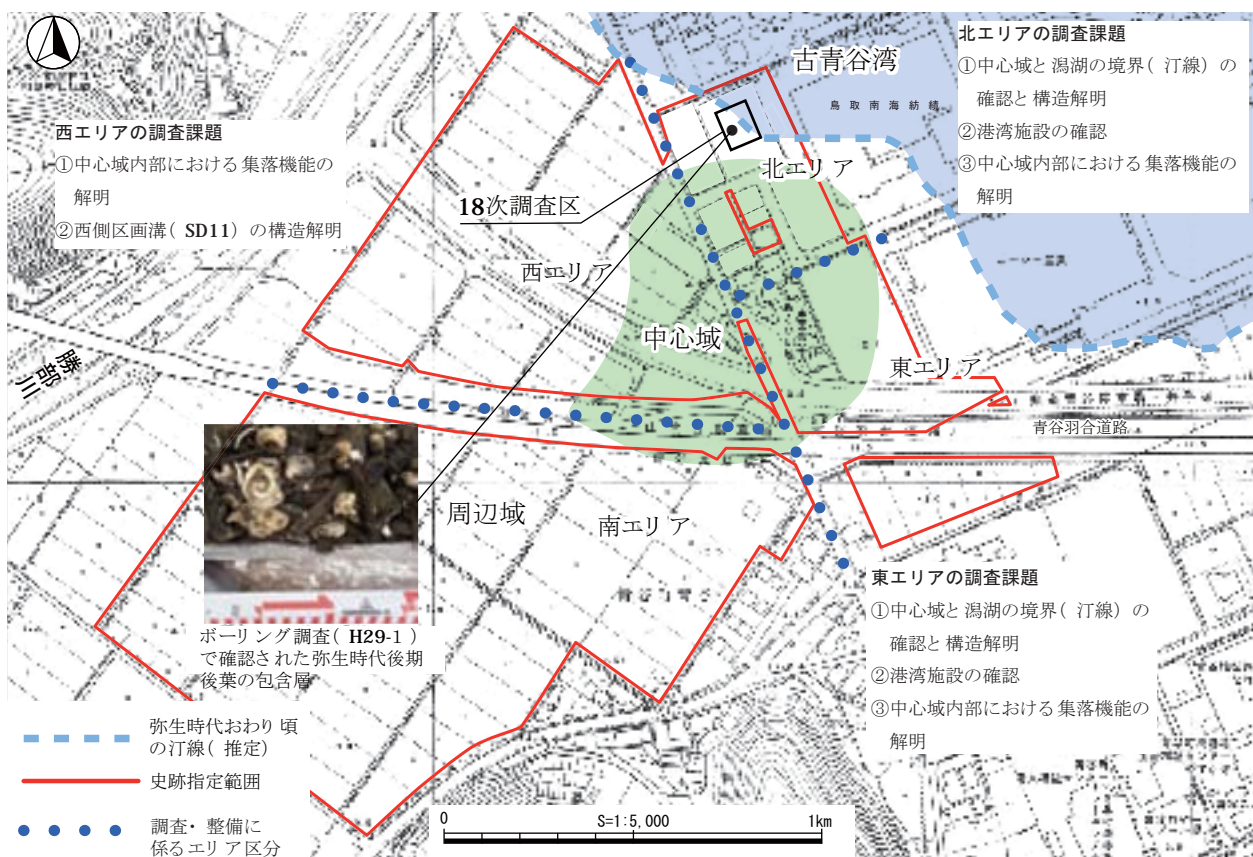 北エリアの調査課題
①中心域と潟湖の境界( 汀線) の
確認と構造解明
②港湾施設の確認
③中心域内部における集落機能の
解明
古青谷湾
鳥取南海紡績
西エリアの調査課題
①中心域内部における集落機能の
解明
②西側区画溝( SD11) の構造解明
北エリア
18次調査区
西エリア
中心域
東エリア
勝部川
青谷羽合道路
周辺域
南エリア
東エリアの調査課題
①中心域と潟湖の境界( 汀線) の
確認と構造解明
②港湾施設の確認
③中心域内部における集落機能の
解明
ボーリング調査( H29-1 )
で確認された弥生時代後期
後葉の包含層
弥生時代おわり頃
の汀線( 推定)
史跡指定範囲
調査・整備に
係るエリア区分
0 S=1:5,000 1km